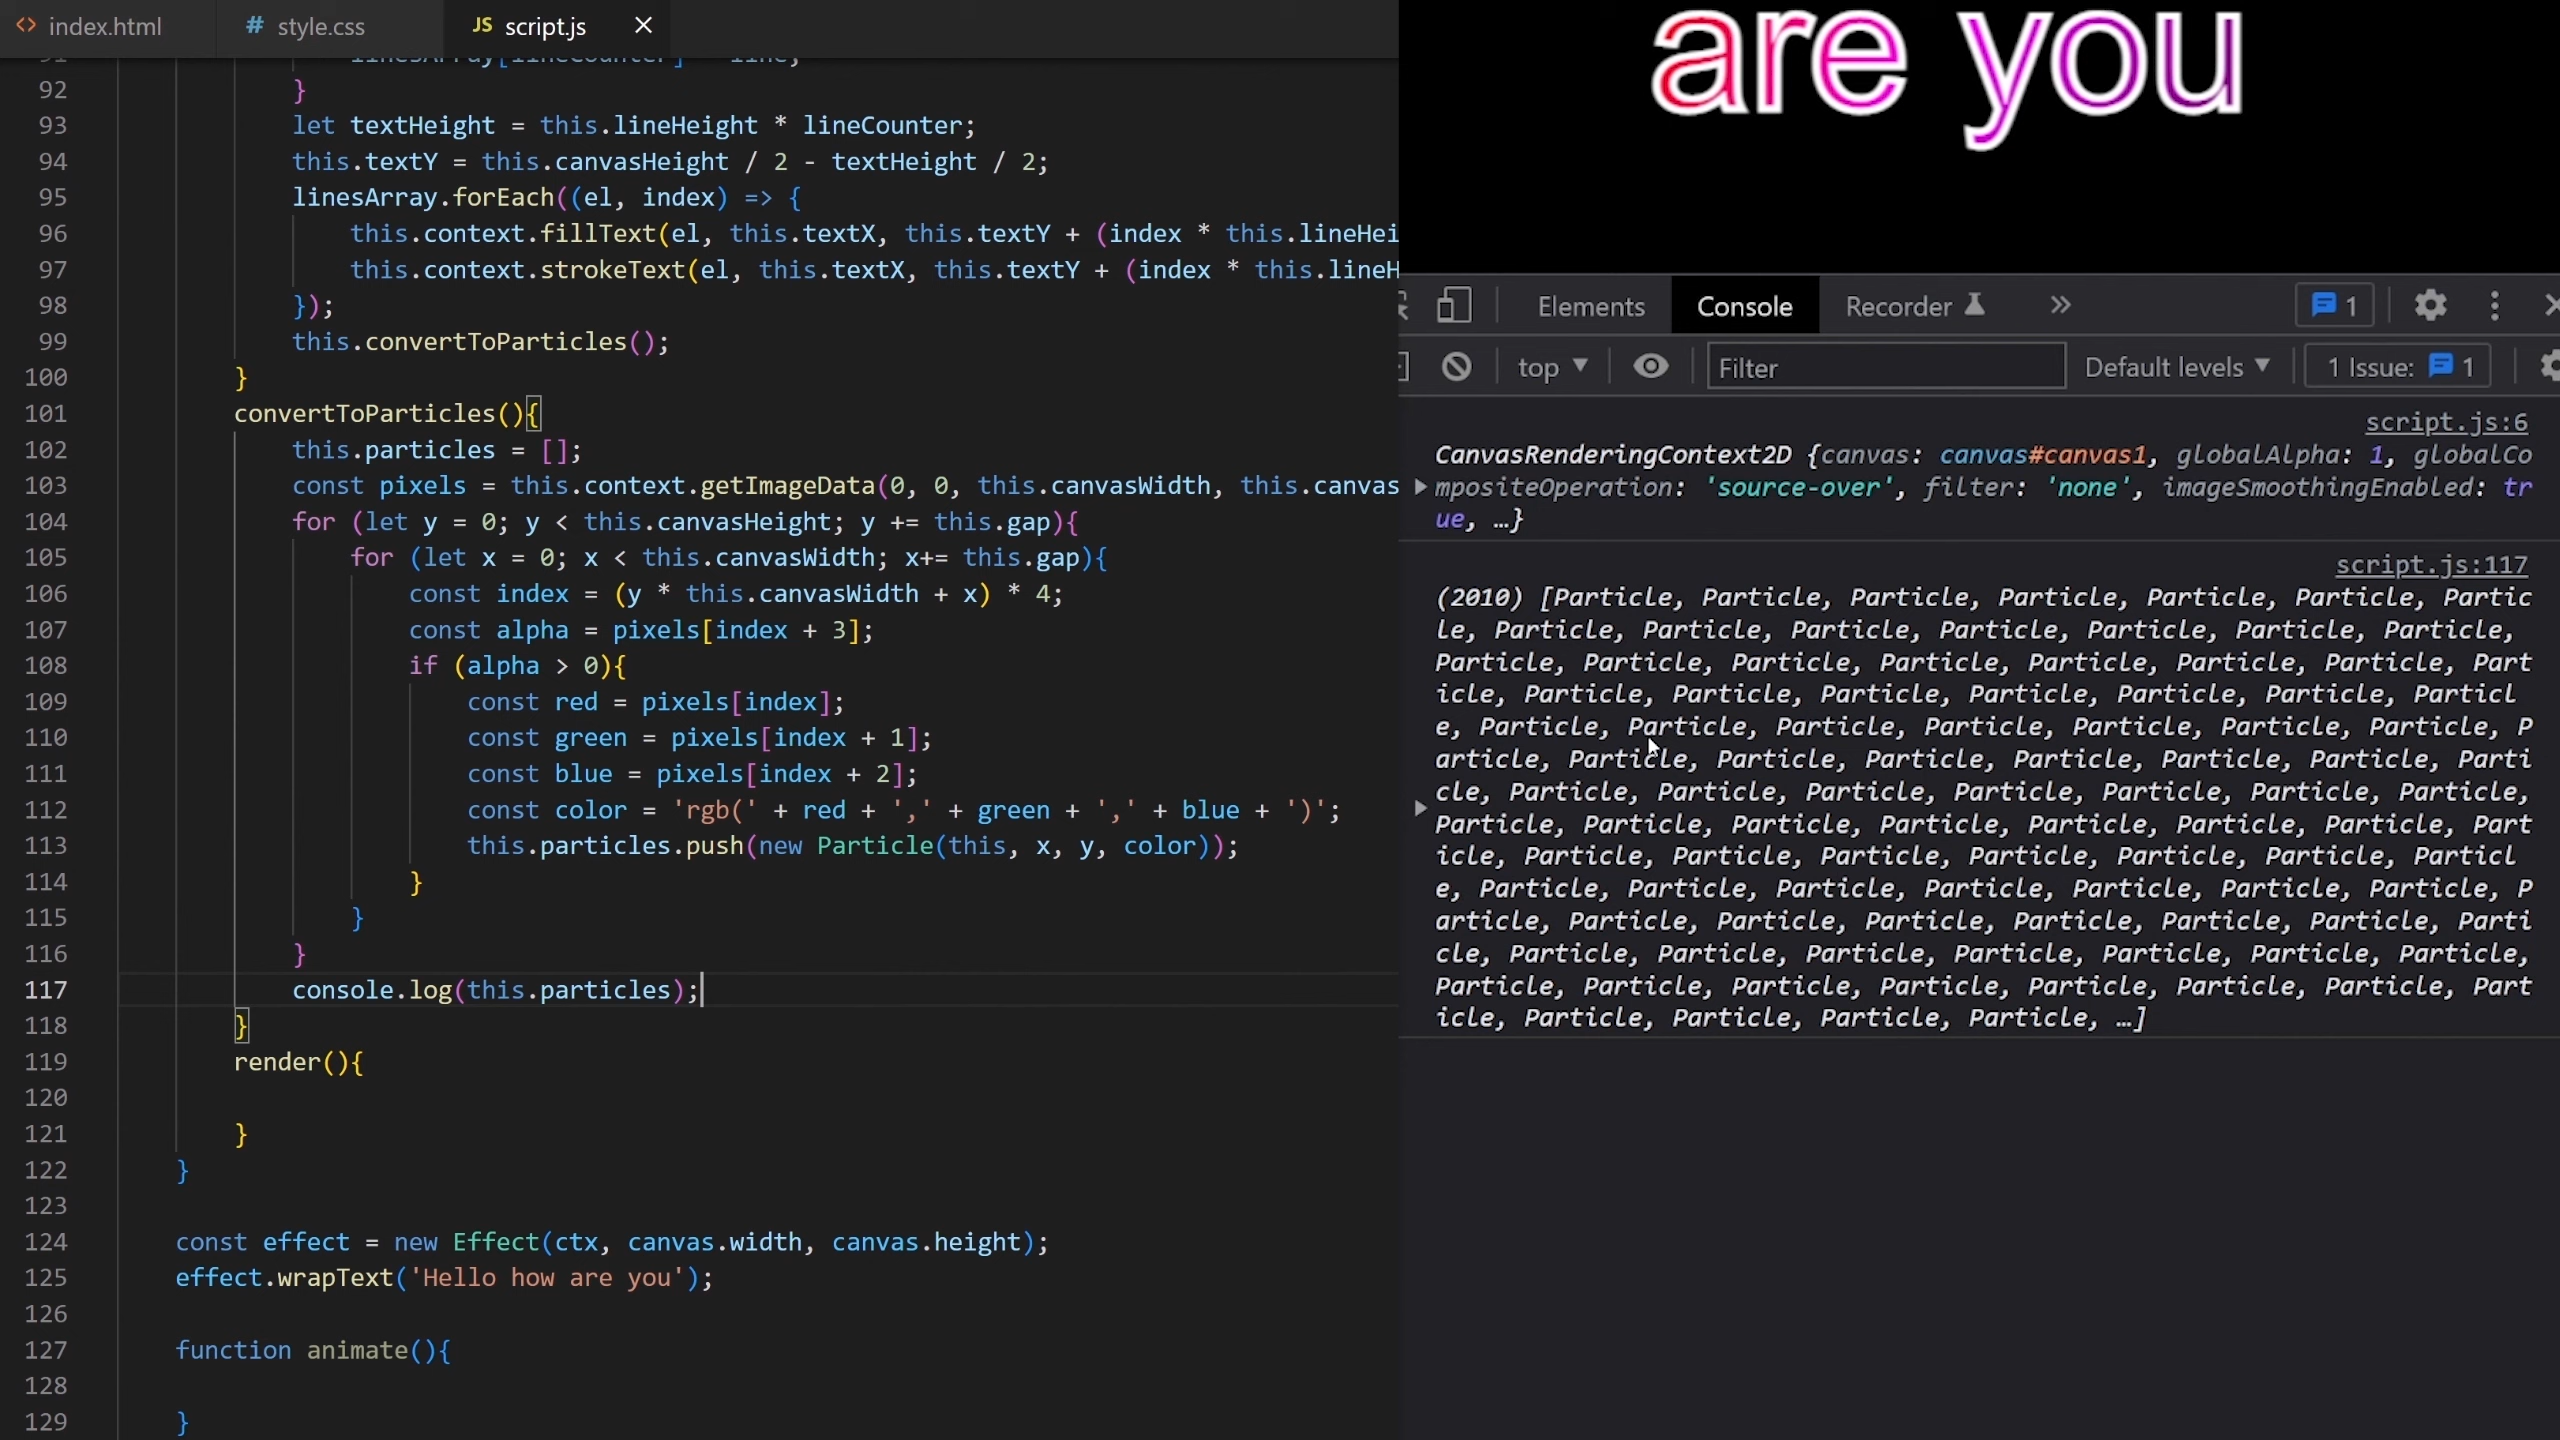 index.html
style.css
JS script.js
92 }
93 let textHeight = this.lineHeight * lineCounter;
94 this.textY = this.canvasHeight / 2 - textHeight / 2;
95 linesArray.forEach((el, index) => {
96 this.context.fillText(el, this.textX, this.textY + (index * this.lineHei
97 this.context.strokeText(el, this.textX, this.textY + (index * this.lineH
98 });
99 this.convertToParticles();
100 }
101 convertToParticles(){
102 this.particles = [];
103 const pixels = this.context.getImageData(0, 0, this.canvasWidth, this.canvas
104 for (let y = 0; y < this.canvasHeight; y += this.gap){
105 for (let x = 0; x < this.canvasWidth; x+= this.gap){
106 const index = (y * this.canvasWidth + x) * 4;
107 const alpha = pixels[index + 3];
108 if (alpha > 0){
109 const red = pixels[index];
110 const green = pixels[index + 1];
111 const blue = pixels[index + 2];
112 const color = 'rgb(' + red + ',' + green + ',' + blue + ')';
113 this.particles.push(new Particle(this, x, y, color));
114 }
115 }
116 }
117 console.log(this.particles);
118 }
119 render(){
120
121 }
122 }
123
124 const effect = new Effect(ctx, canvas.width, canvas.height);
125 effect.wrapText('Hello how are you');
126
127 function animate(){
128
129 }
are you
Elements Console Recorder 1
top Filter Default levels 1 Issue: 1
script.js:6
CanvasRenderingContext2D {canvas: canvas#canvas1, globalAlpha: 1, globalCo
mpositeOperation: 'source-over', filter: 'none', imageSmoothingEnabled: tr
ue, …}
script.js:117
(2010) [Particle, Particle, Particle, Particle, Particle, Particle, Partic
le, Particle, Particle, Particle, Particle, Particle, Particle, Particle,
Particle, Particle, Particle, Particle, Particle, Particle, Particle, Part
icle, Particle, Particle, Particle, Particle, Particle, Particle, Particl
e, Particle, Particle, Particle, Particle, Particle, Particle, Particle, P
article, Particle, Particle, Particle, Particle, Particle, Particle, Parti
cle, Particle, Particle, Particle, Particle, Particle, Particle, Particle,
Particle, Particle, Particle, Particle, Particle, Particle, Particle, Part
icle, Particle, Particle, Particle, Particle, Particle, Particle, Particl
e, Particle, Particle, Particle, Particle, Particle, Particle, Particle, P
article, Particle, Particle, Particle, Particle, Particle, Particle, Parti
cle, Particle, Particle, Particle, Particle, Particle, Particle, Particle,
Particle, Particle, Particle, Particle, Particle, Particle, Particle, Part
icle, Particle, Particle, Particle, Particle, …]